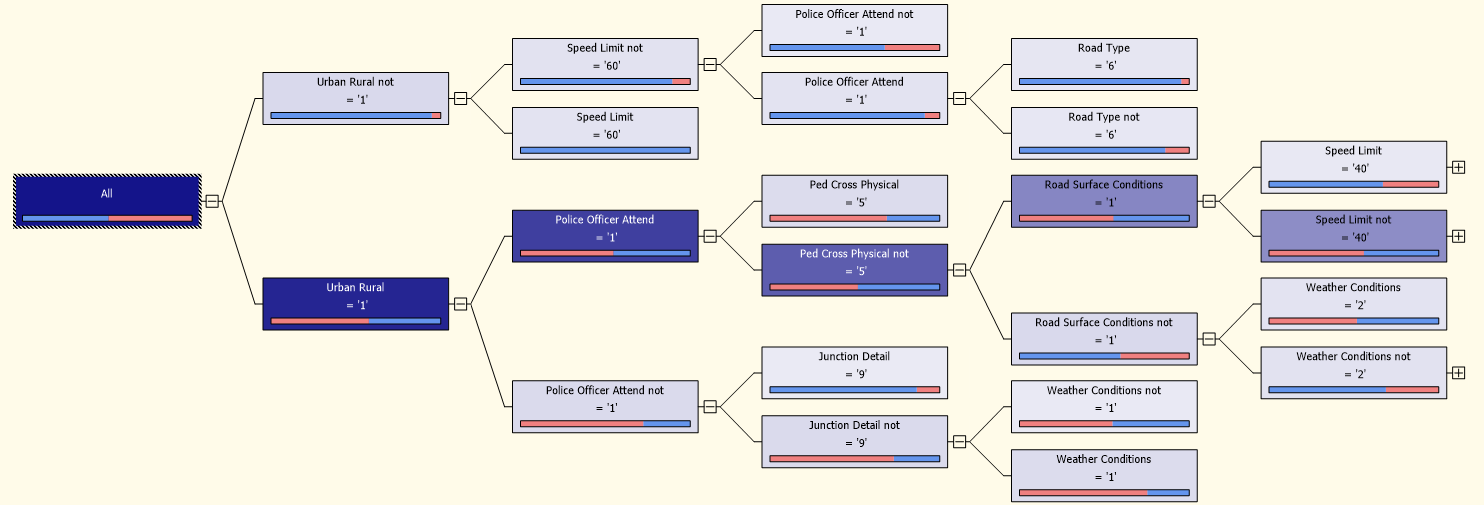 All
Urban Rural not
= '1'
Urban Rural
= '1'
Speed Limit not
= '60'
Speed Limit
= '60'
Police Officer Attend
= '1'
Police Officer Attend not
= '1'
Police Officer Attend not
= '1'
Police Officer Attend
= '1'
Ped Cross Physical
= '5'
Ped Cross Physical not
= '5'
Junction Detail
= '9'
Junction Detail not
= '9'
Road Type
= '6'
Road Type not
= '6'
Road Surface Conditions
= '1'
Road Surface Conditions not
= '1'
Weather Conditions not
= '1'
Weather Conditions
= '1'
Speed Limit
= '40'
Speed Limit not
= '40'
Weather Conditions
= '2'
Weather Conditions not
= '2'